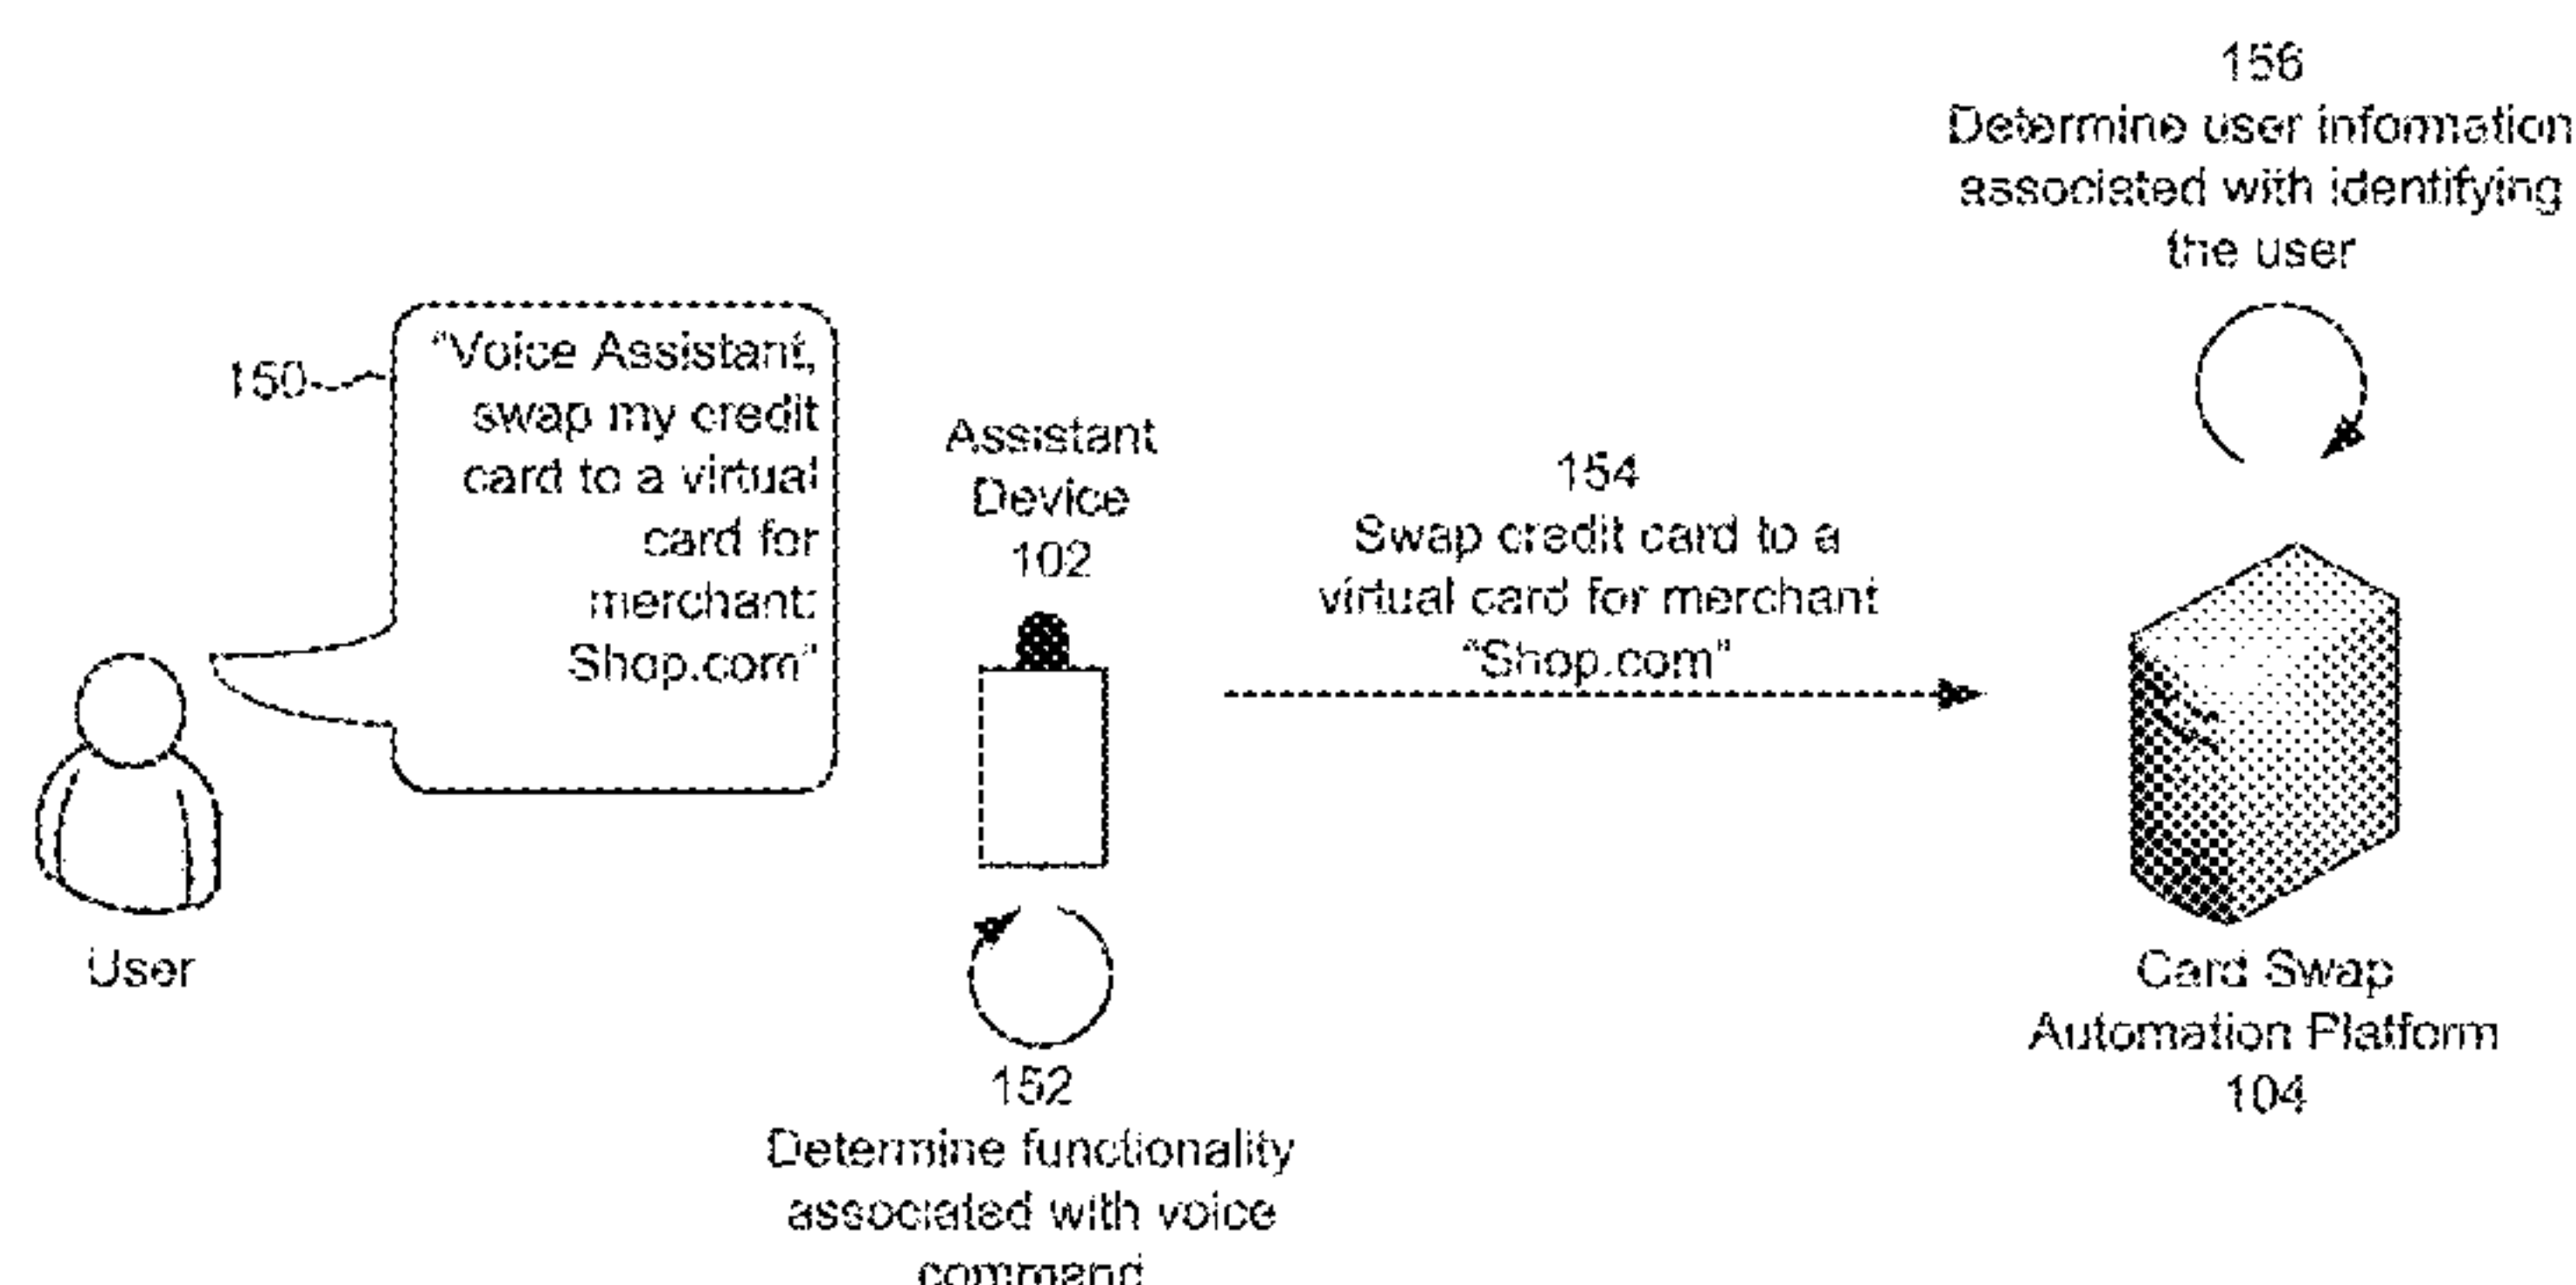 150
"Voice Assistant,
swap my credit
card to a virtual
card for
merchant:
Shop.com"
User
Assistant
Device
102
152
Determine functionality
associated with voice
command
154
Swap credit card to a
virtual card for merchant
"Shop.com"
156
Determine user information
associated with identifying
the user
Card Swap
Automation Platform
104